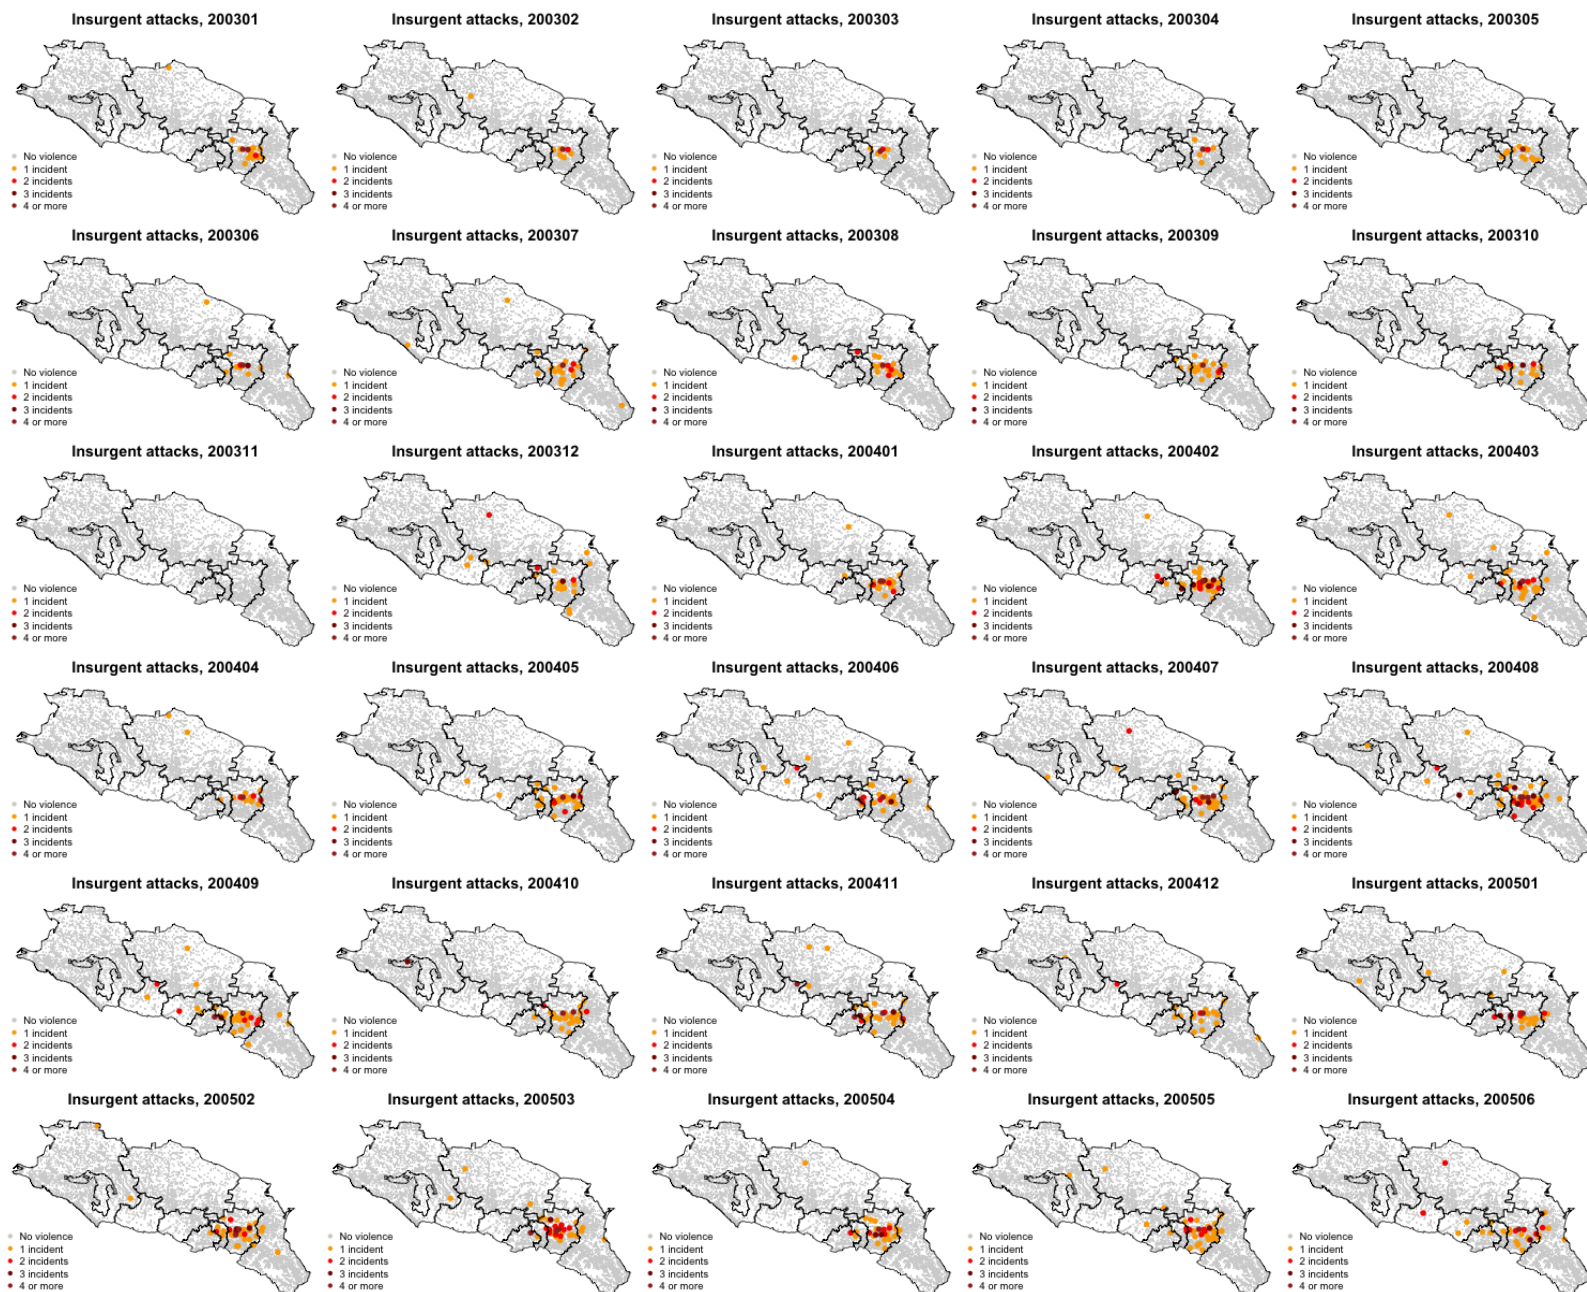 Insurgent attacks, 200301
No violence
1 incident
2 incidents
3 incidents
4 or more
Insurgent attacks, 200302
No violence
1 incident
2 incidents
3 incidents
4 or more
Insurgent attacks, 200303
No violence
1 incident
2 incidents
3 incidents
4 or more
Insurgent attacks, 200304
No violence
1 incident
2 incidents
3 incidents
4 or more
Insurgent attacks, 200305
No violence
1 incident
2 incidents
3 incidents
4 or more
Insurgent attacks, 200306
No violence
1 incident
2 incidents
3 incidents
4 or more
Insurgent attacks, 200307
No violence
1 incident
2 incidents
3 incidents
4 or more
Insurgent attacks, 200308
No violence
1 incident
2 incidents
3 incidents
4 or more
Insurgent attacks, 200309
No violence
1 incident
2 incidents
3 incidents
4 or more
Insurgent attacks, 200310
No violence
1 incident
2 incidents
3 incidents
4 or more
Insurgent attacks, 200311
No violence
1 incident
2 incidents
3 incidents
4 or more
Insurgent attacks, 200312
No violence
1 incident
2 incidents
3 incidents
4 or more
Insurgent attacks, 200401
No violence
1 incident
2 incidents
3 incidents
4 or more
Insurgent attacks, 200402
No violence
1 incident
2 incidents
3 incidents
4 or more
Insurgent attacks, 200403
No violence
1 incident
2 incidents
3 incidents
4 or more
Insurgent attacks, 200404
No violence
1 incident
2 incidents
3 incidents
4 or more
Insurgent attacks, 200405
No violence
1 incident
2 incidents
3 incidents
4 or more
Insurgent attacks, 200406
No violence
1 incident
2 incidents
3 incidents
4 or more
Insurgent attacks, 200407
No violence
1 incident
2 incidents
3 incidents
4 or more
Insurgent attacks, 200408
No violence
1 incident
2 incidents
3 incidents
4 or more
Insurgent attacks, 200409
No violence
1 incident
2 incidents
3 incidents
4 or more
Insurgent attacks, 200410
No violence
1 incident
2 incidents
3 incidents
4 or more
Insurgent attacks, 200411
No violence
1 incident
2 incidents
3 incidents
4 or more
Insurgent attacks, 200412
No violence
1 incident
2 incidents
3 incidents
4 or more
Insurgent attacks, 200501
No violence
1 incident
2 incidents
3 incidents
4 or more
Insurgent attacks, 200502
No violence
1 incident
2 incidents
3 incidents
4 or more
Insurgent attacks, 200503
No violence
1 incident
2 incidents
3 incidents
4 or more
Insurgent attacks, 200504
No violence
1 incident
2 incidents
3 incidents
4 or more
Insurgent attacks, 200505
No violence
1 incident
2 incidents
3 incidents
4 or more
Insurgent attacks, 200506
No violence
1 incident
2 incidents
3 incidents
4 or more